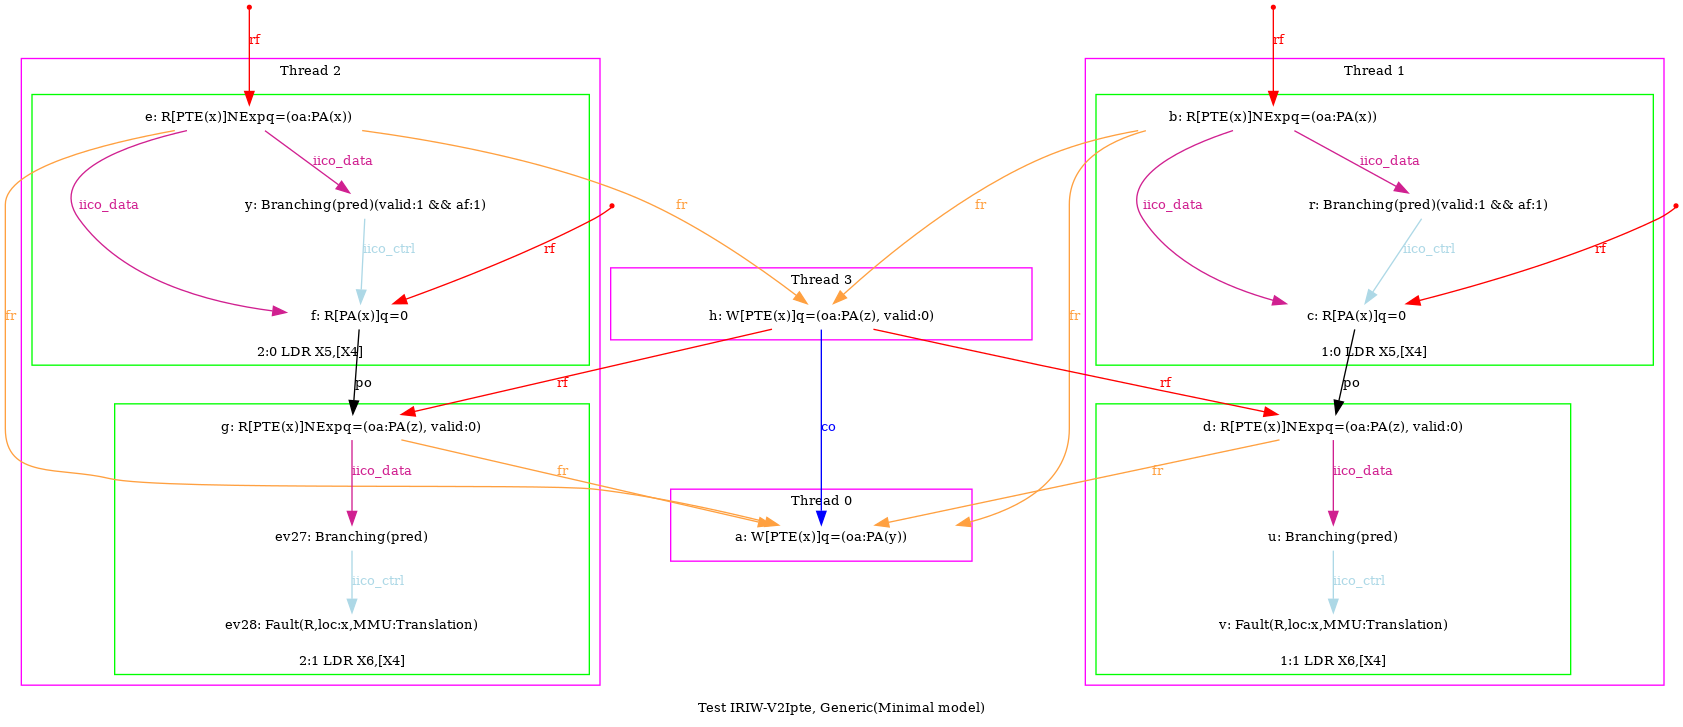 rf
rf
Thread 2
Thread 1
e: R[PTE(x)]NExpq=(oa:PA(x))
b: R[PTE(x)]NExpq=(oa:PA(x))
iico_data
iico_data
iico_data
y: Branching(pred)(valid:1 && af:1)
fr
fr
iico_data
r: Branching(pred)(valid:1 && af:1)
iico_ctrl
rf
iico_ctrl
rf
Thread 3
fr
f: R[PA(x)]q=0
h: W[PTE(x)]q=(oa:PA(z), valid:0)
fr
c: R[PA(x)]q=0
2:0 LDR X5,[X4]
1:0 LDR X5,[X4]
po
rf
rf
po
g: R[PTE(x)]NExpq=(oa:PA(z), valid:0)
co
d: R[PTE(x)]NExpq=(oa:PA(z), valid:0)
iico_data
fr
fr
iico_data
Thread 0
ev27: Branching(pred)
a: W[PTE(x)]q=(oa:PA(y))
u: Branching(pred)
iico_ctrl
iico_ctrl
ev28: Fault(R,loc:x,MMU:Translation)
v: Fault(R,loc:x,MMU:Translation)
2:1 LDR X6,[X4]
1:1 LDR X6,[X4]
Test IRIW-V2Ipte, Generic(Minimal model)